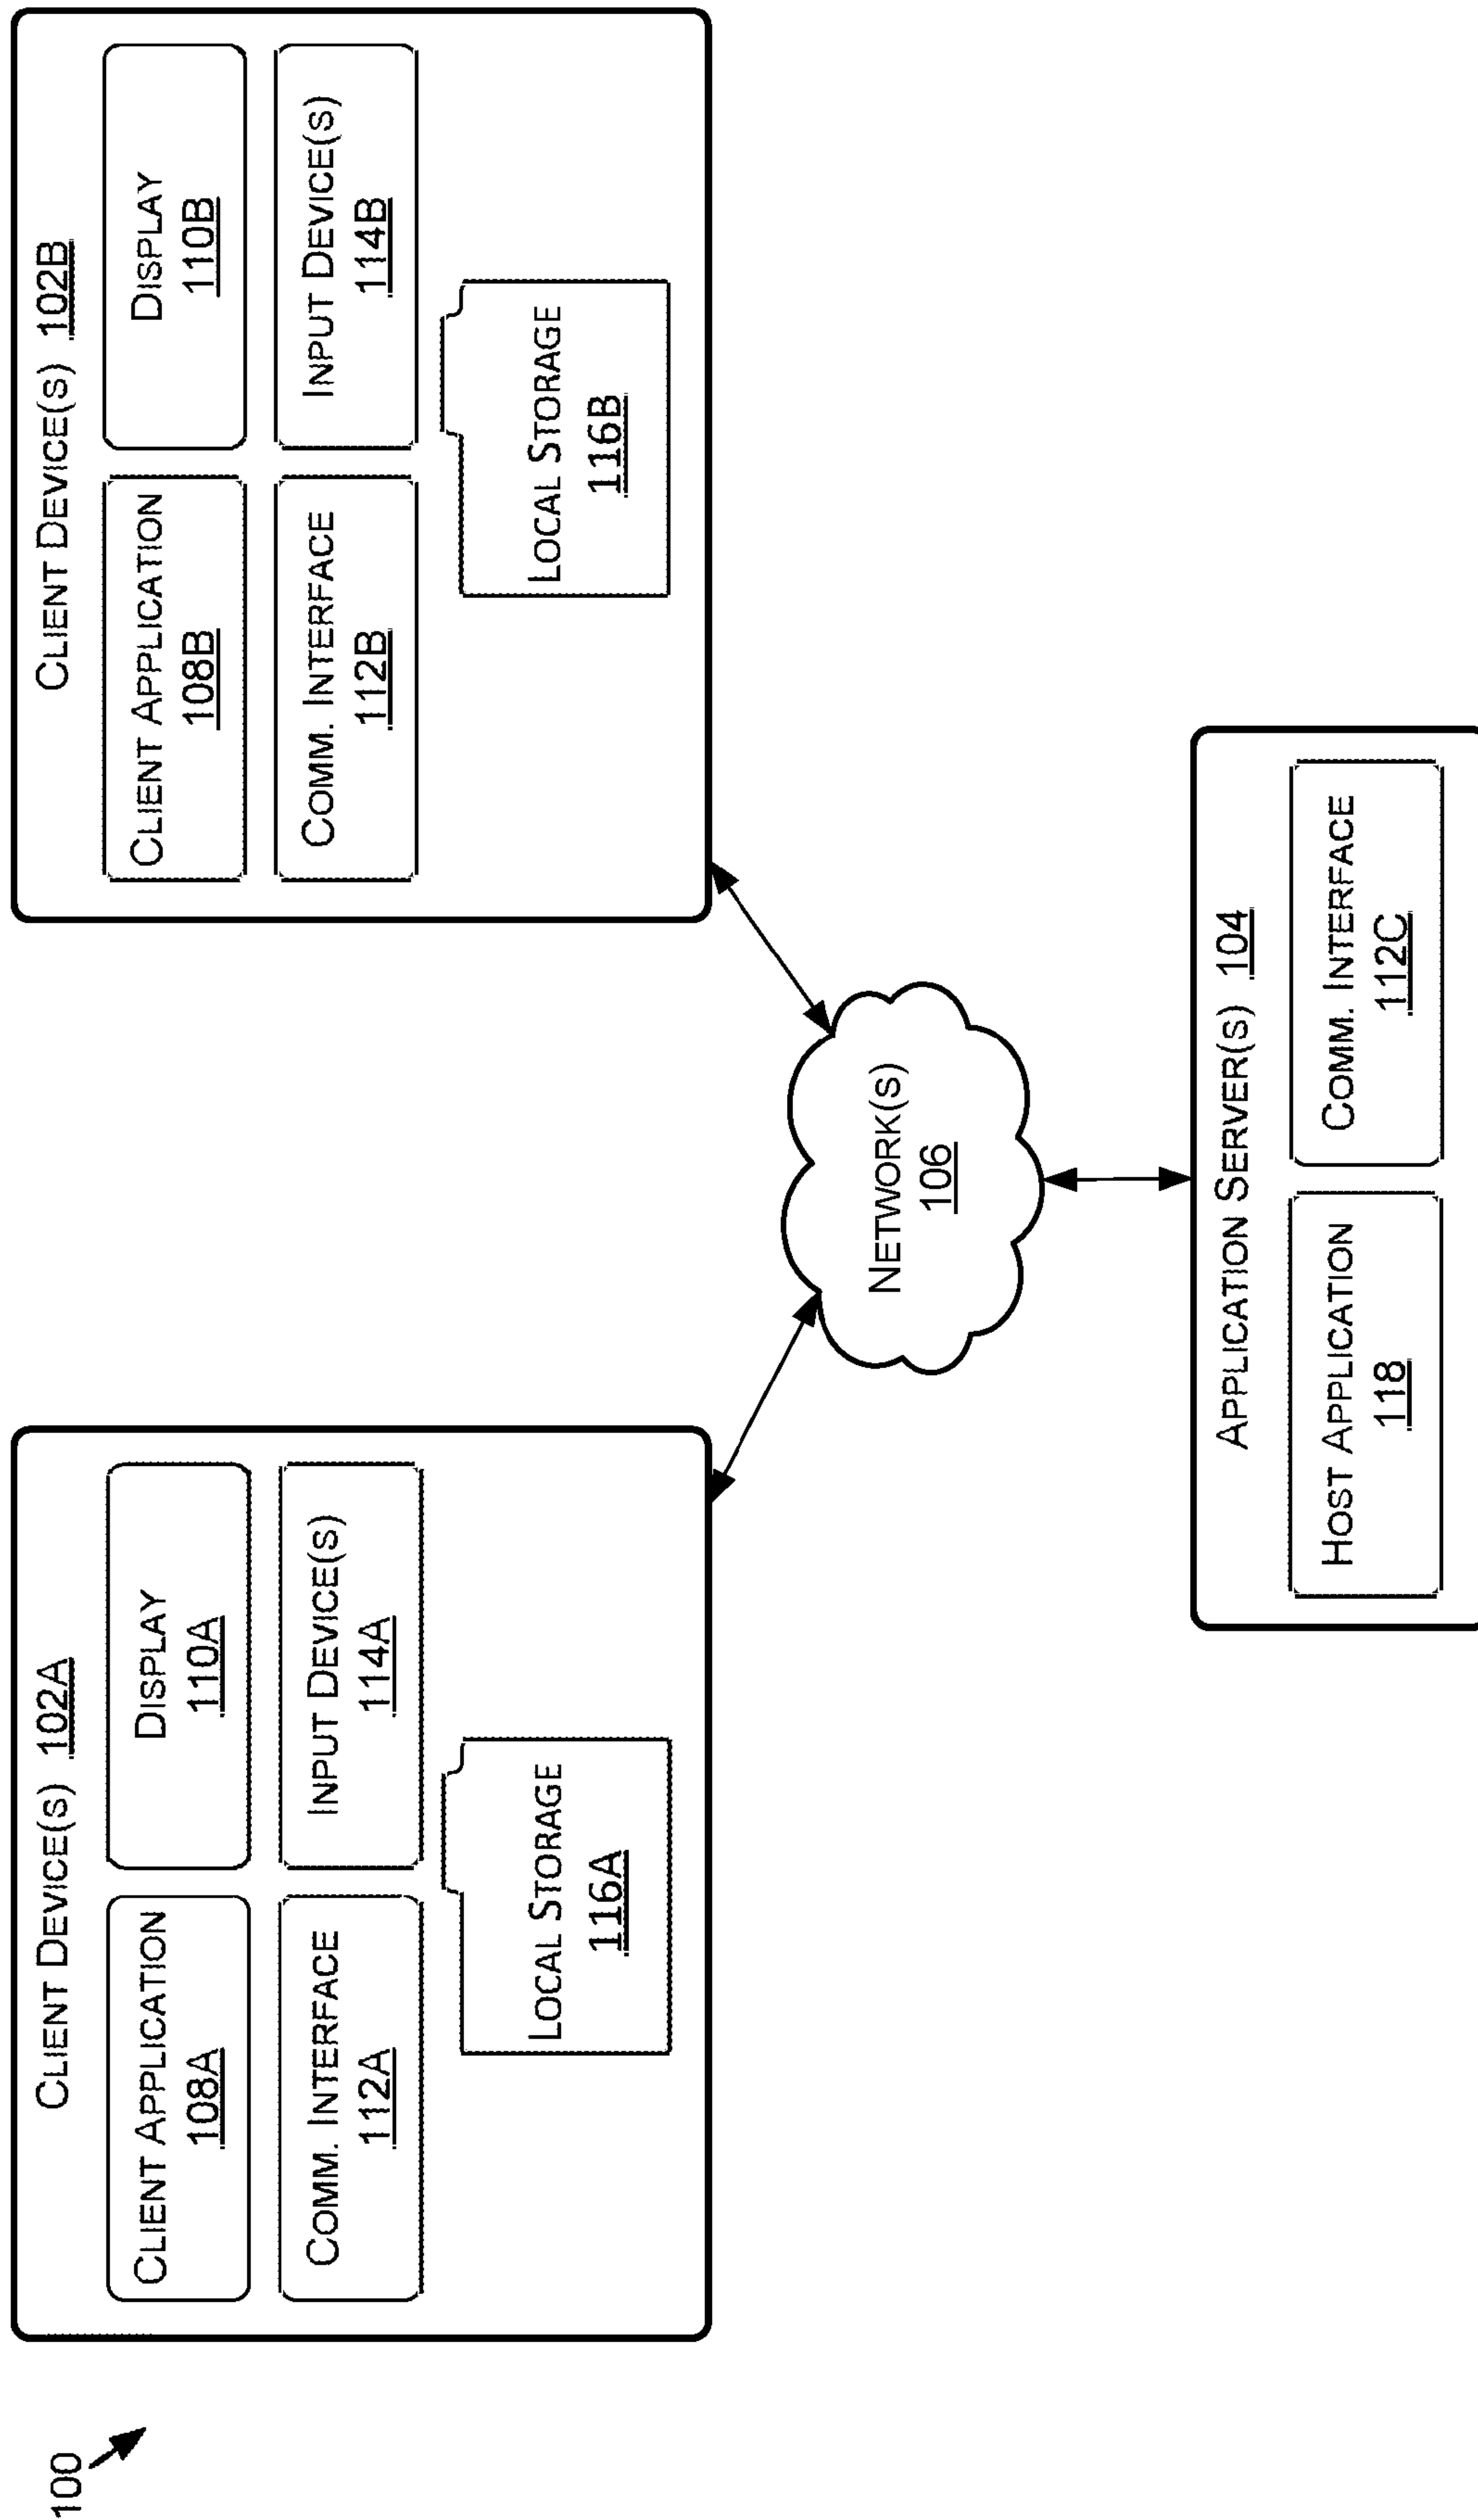 100
CLIENT DEVICE(S) 102A
CLIENT APPLICATION
108A
DISPLAY
110A
COMM. INTERFACE
112A
INPUT DEVICE(S)
114A
LOCAL STORAGE
116A
CLIENT DEVICE(S) 102B
CLIENT APPLICATION
108B
DISPLAY
110B
COMM. INTERFACE
112B
INPUT DEVICE(S)
114B
LOCAL STORAGE
116B
NETWORK(S)
106
APPLICATION SERVER(S) 104
HOST APPLICATION
118
COMM. INTERFACE
112C